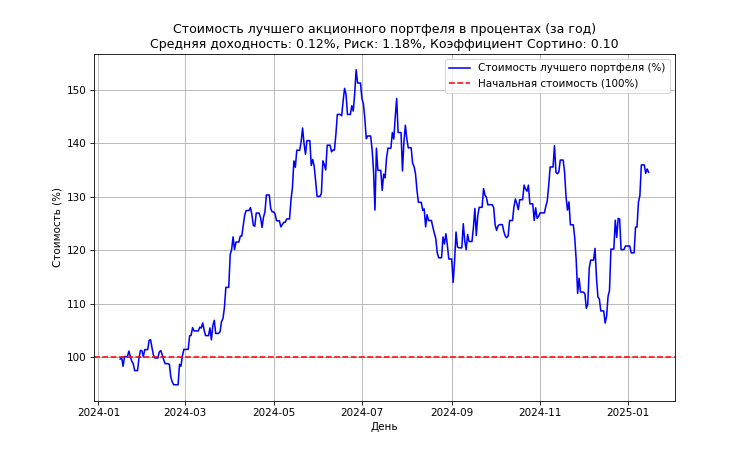 Стоимость лучшего акционного портфеля в процентах (за год)
Средняя доходность: 0.12%, Риск: 1.18%, Коэффициент Сортино: 0.10
Стоимость лучшего портфеля (%)
Начальная стоимость (100%)
Стоимость (%)
150
140
130
120
110
100
2024-01
2024-03
2024-05
2024-07
2024-09
2024-11
2025-01
День